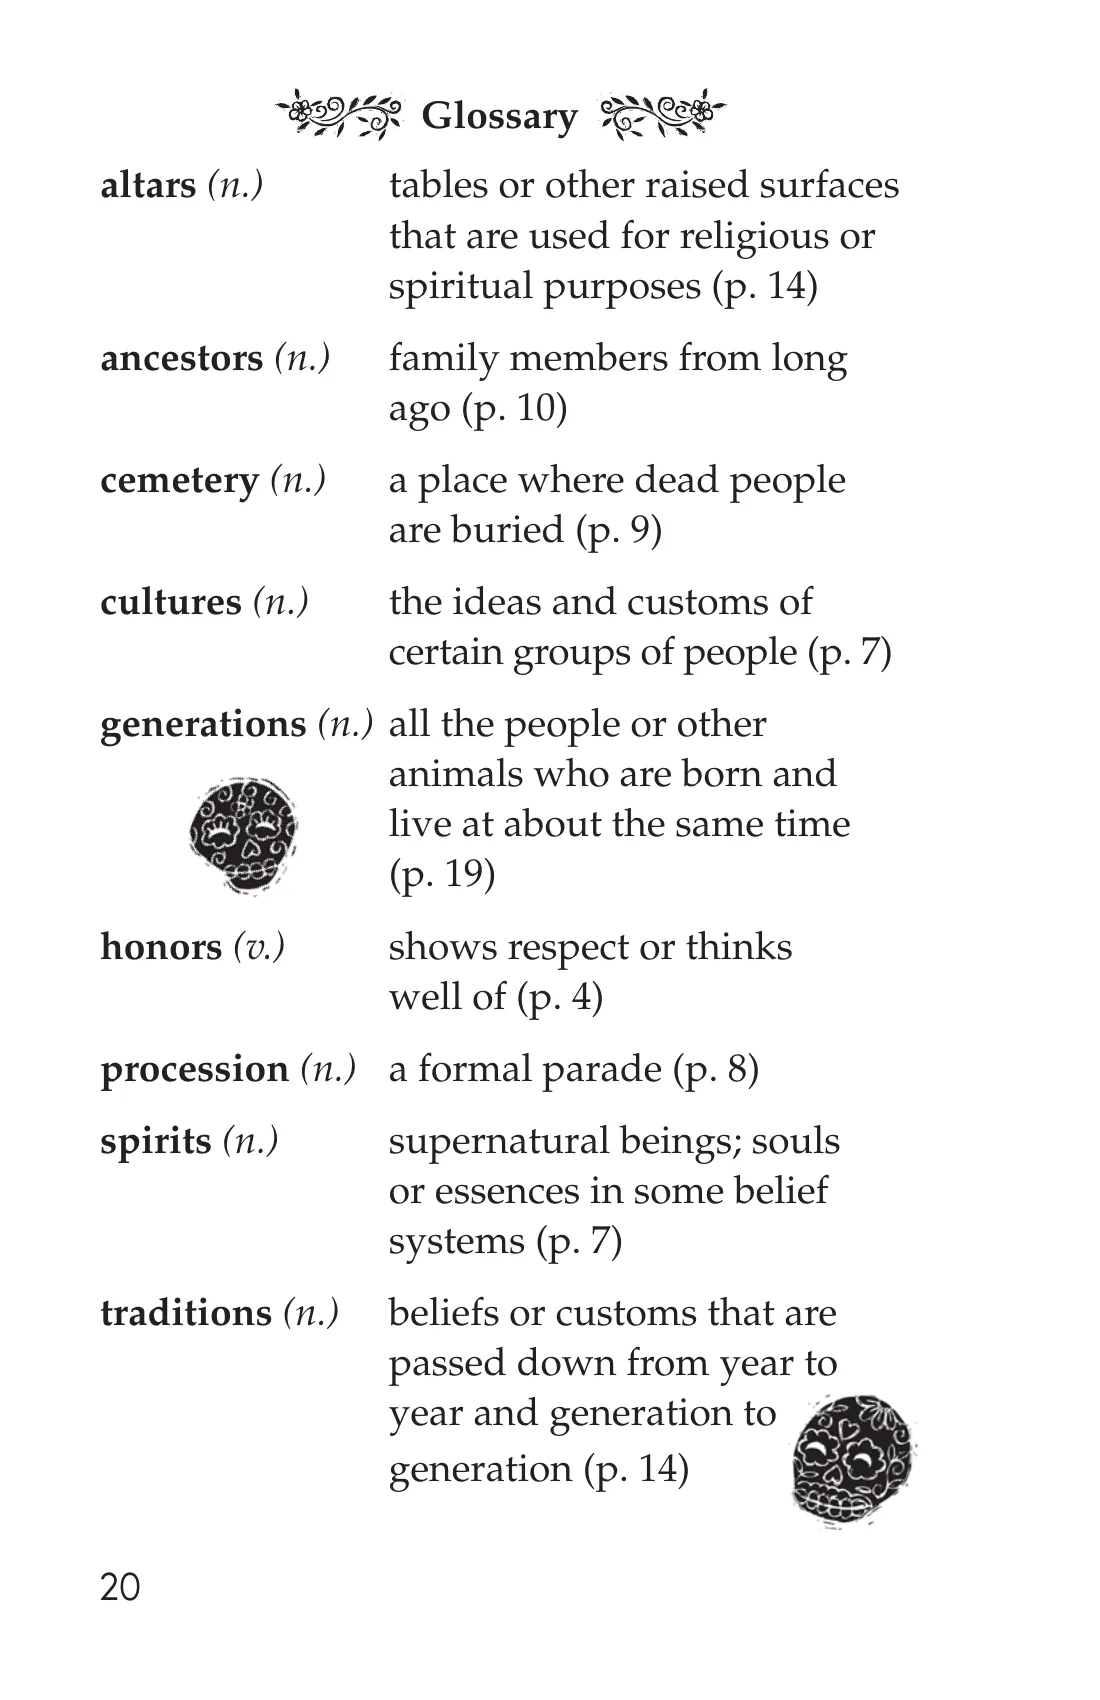 Glossary
altars (n.) tables or other raised surfaces
that are used for religious or
spiritual purposes (p. 14)
ancestors (n.) family members from long
ago (p. 10)
cemetery (n.) a place where dead people
are buried (p. 9)
cultures (n.) the ideas and customs of
certain groups of people (p. 7)
generations (n.) all the people or other
animals who are born and
live at about the same time
(p. 19)
honors (v.) shows respect or thinks
well of (p. 4)
procession (n.) a formal parade (p. 8)
spirits (n.) supernatural beings; souls
or essences in some belief
systems (p. 7)
traditions (n.) beliefs or customs that are
passed down from year to
year and generation to
generation (p. 14)
20